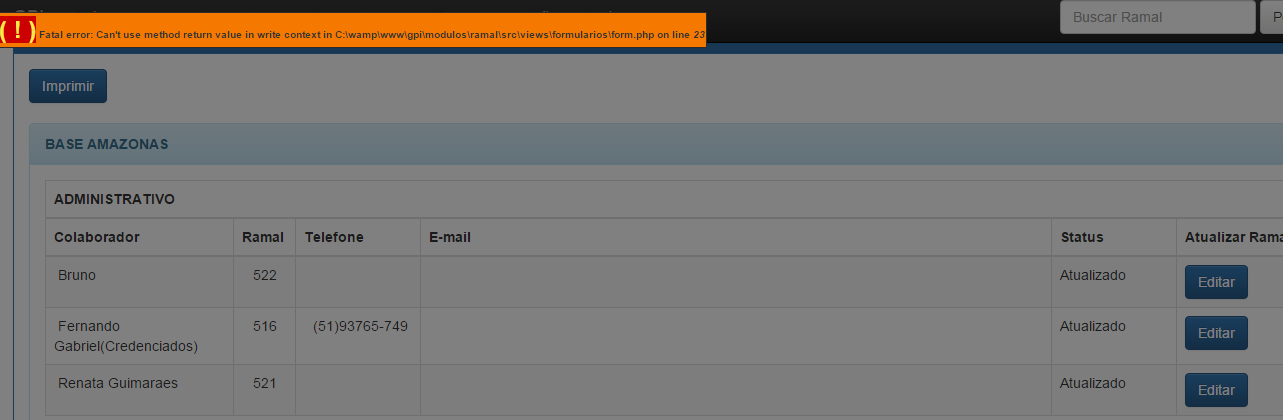 Buscar Ramal
( ! ) Fatal error: Can't use method return value in write context in C:\wamp\www\gpi\modulos\ramal\src\views\formularios\form.php on line 23
Imprimir
BASE AMAZONAS
ADMINISTRATIVO
Colaborador Ramal Telefone E-mail Status Atualizar Rama
Bruno 522 Atualizado Editar
Fernando 516 (51)93765-749 Atualizado Editar
Gabriel(Credenciados)
Renata Guimaraes 521 Atualizado Editar